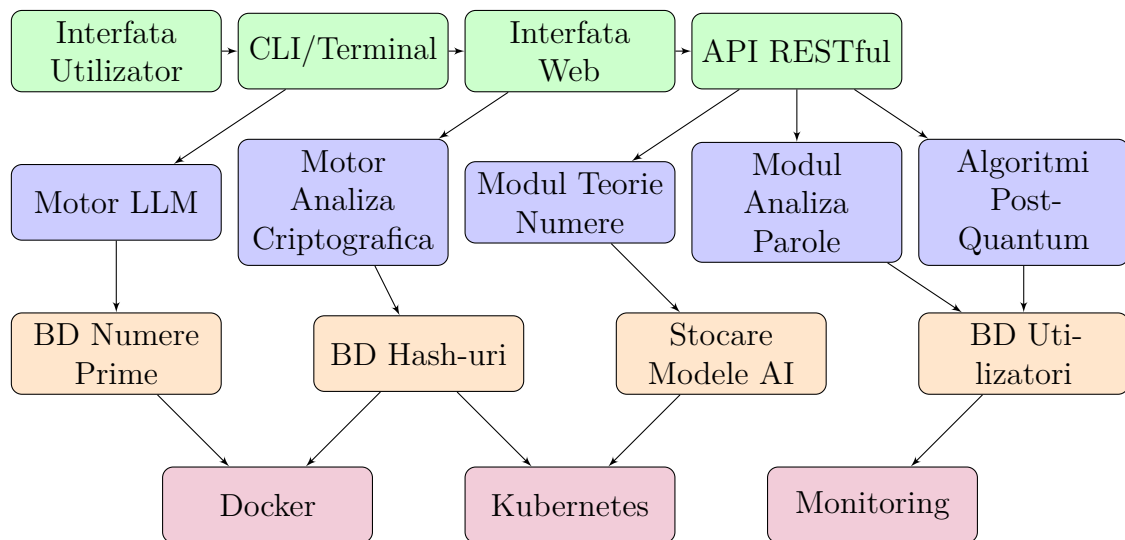 Interfata
Utilizator
CLI/Terminal
Interfata
Web
API RESTful
Motor LLM
Motor
Analiza
Criptografica
Modul Teorie
Numere
Modul
Analiza
Parole
Algoritmi
Post-
Quantum
BD Numere
Prime
BD Hash-uri
Stocare
Modele AI
BD Uti-
lizatori
Docker
Kubernetes
Monitoring